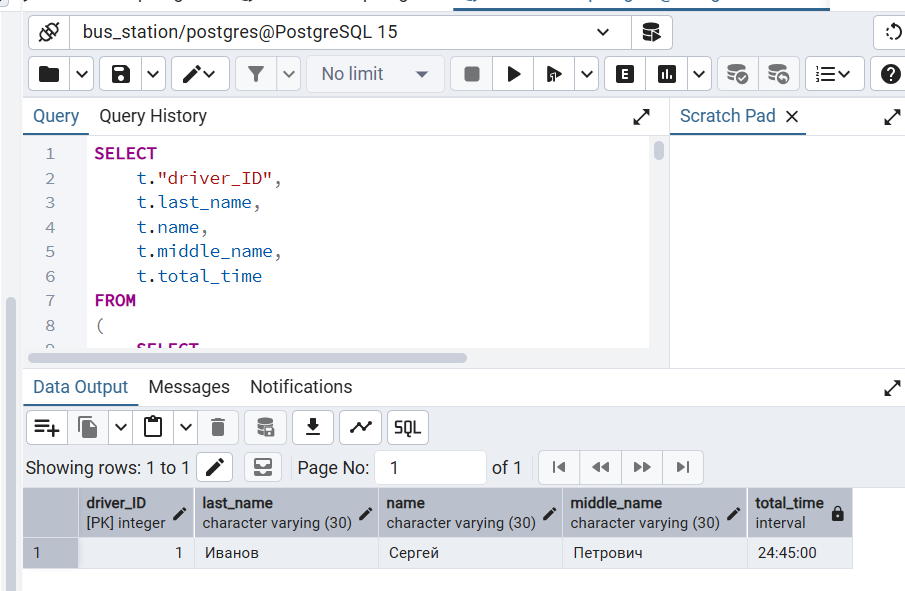 bus_station/postgres@PostgreSQL 15
No limit
E
Query Query History
Scratch Pad
1 SELECT
2 t."driver_ID",
3 t.last_name,
4 t.name,
5 t.middle_name,
6 t.total_time
7 FROM
8 (
9 SELECT
Data Output Messages Notifications
SQL
Showing rows: 1 to 1 Page No: 1 of 1
driver_ID last_name name middle_name total_time
[PK] integer character varying (30) character varying (30) character varying (30) interval
1 1 Иванов Сергей Петрович 24:45:00